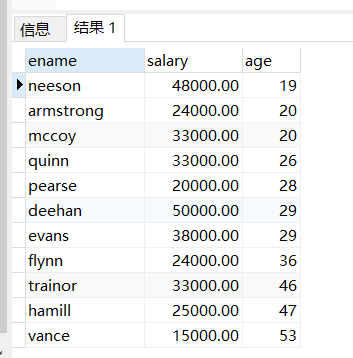 信息 结果 1
ename salary age
neeson 48000.00 19
armstrong 24000.00 20
mccoy 33000.00 20
quinn 33000.00 26
pearse 20000.00 28
deehan 50000.00 29
evans 38000.00 29
flynn 24000.00 36
trainor 33000.00 46
hamill 25000.00 47
vance 15000.00 53